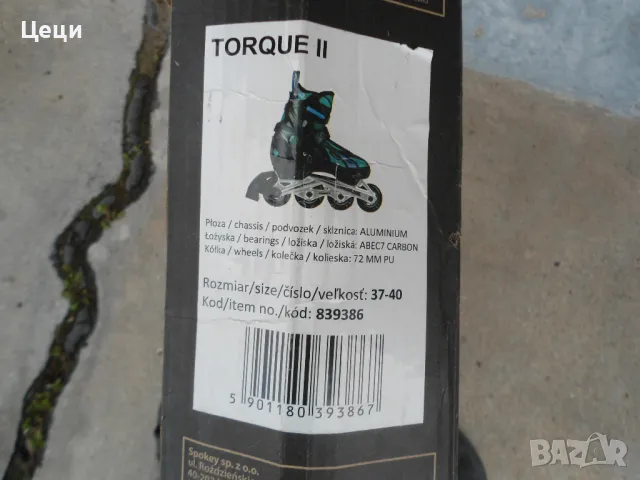 Цеци
TORQUE II
Płoza / chassis / podvozek / sklznica: ALUMINIUM
Łożyska / bearings / ložiska / ložiská: ABEC7 CARBON
Kółka / wheels / kolečka / kolieska: 72 MM PU
Rozmiar/size/číslo/veľkosť: 37-40
Kod/item no./kód: 839386
5 901180 393867
Spokey sp. z o.o.
ul. Roździeński
BAZAR